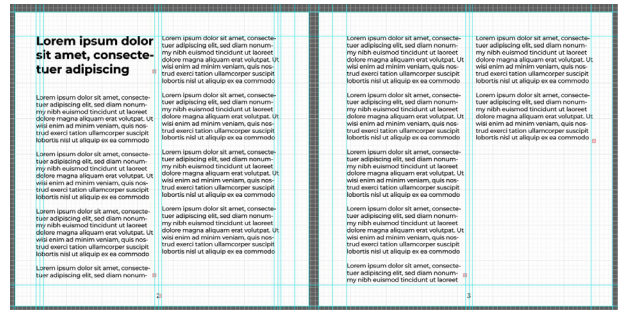 Lorem ipsum dolor
sit amet, consecte-
tuer adipiscing
Lorem ipsum dolor sit amet, consecte-
tuer adipiscing elit, sed diam nonum-
my nibh euismod tincidunt ut laoreet
dolore magna aliquam erat volutpat. Ut
wisi enim ad minim veniam, quis nos-
trud exerci tation ullamcorper suscipit
lobortis nisl ut aliquip ex ea commodo
Lorem ipsum dolor sit amet, consecte-
tuer adipiscing elit, sed diam nonum-
my nibh euismod tincidunt ut laoreet
dolore magna aliquam erat volutpat. Ut
wisi enim ad minim veniam, quis nos-
trud exerci tation ullamcorper suscipit
lobortis nisl ut aliquip ex ea commodo
Lorem ipsum dolor sit amet, consecte-
tuer adipiscing elit, sed diam nonum-
my nibh euismod tincidunt ut laoreet
dolore magna aliquam erat volutpat. Ut
wisi enim ad minim veniam, quis nos-
trud exerci tation ullamcorper suscipit
lobortis nisl ut aliquip ex ea commodo
Lorem ipsum dolor sit amet, consecte-
tuer adipiscing elit, sed diam nonum-
Lorem ipsum dolor sit amet, consecte-
tuer adipiscing elit, sed diam nonum-
my nibh euismod tincidunt ut laoreet
dolore magna aliquam erat volutpat. Ut
wisi enim ad minim veniam, quis nos-
trud exerci tation ullamcorper suscipit
lobortis nisl ut aliquip ex ea commodo
Lorem ipsum dolor sit amet, consecte-
tuer adipiscing elit, sed diam nonum-
my nibh euismod tincidunt ut laoreet
dolore magna aliquam erat volutpat. Ut
wisi enim ad minim veniam, quis nos-
trud exerci tation ullamcorper suscipit
lobortis nisl ut aliquip ex ea commodo
Lorem ipsum dolor sit amet, consecte-
tuer adipiscing elit, sed diam nonum-
my nibh euismod tincidunt ut laoreet
dolore magna aliquam erat volutpat. Ut
wisi enim ad minim veniam, quis nos-
trud exerci tation ullamcorper suscipit
lobortis nisl ut aliquip ex ea commodo
Lorem ipsum dolor sit amet, consecte-
tuer adipiscing elit, sed diam nonum-
my nibh euismod tincidunt ut laoreet
dolore magna aliquam erat volutpat. Ut
wisi enim ad minim veniam, quis nos-
trud exerci tation ullamcorper suscipit
lobortis nisl ut aliquip ex ea commodo
2
Lorem ipsum dolor sit amet, consecte-
tuer adipiscing elit, sed diam nonum-
my nibh euismod tincidunt ut laoreet
dolore magna aliquam erat volutpat. Ut
wisi enim ad minim veniam, quis nos-
trud exerci tation ullamcorper suscipit
lobortis nisl ut aliquip ex ea commodo
Lorem ipsum dolor sit amet, consecte-
tuer adipiscing elit, sed diam nonum-
my nibh euismod tincidunt ut laoreet
dolore magna aliquam erat volutpat. Ut
wisi enim ad minim veniam, quis nos-
trud exerci tation ullamcorper suscipit
lobortis nisl ut aliquip ex ea commodo
Lorem ipsum dolor sit amet, consecte-
tuer adipiscing elit, sed diam nonum-
my nibh euismod tincidunt ut laoreet
dolore magna aliquam erat volutpat. Ut
wisi enim ad minim veniam, quis nos-
trud exerci tation ullamcorper suscipit
lobortis nisl ut aliquip ex ea commodo
Lorem ipsum dolor sit amet, consecte-
tuer adipiscing elit, sed diam nonum-
my nibh euismod tincidunt ut laoreet
dolore magna aliquam erat volutpat. Ut
wisi enim ad minim veniam, quis nos-
trud exerci tation ullamcorper suscipit
lobortis nisl ut aliquip ex ea commodo
Lorem ipsum dolor sit amet, consecte-
tuer adipiscing elit, sed diam nonum-
my nibh euismod tincidunt ut laoreet
Lorem ipsum dolor sit amet, consecte-
tuer adipiscing elit, sed diam nonum-
my nibh euismod tincidunt ut laoreet
dolore magna aliquam erat volutpat. Ut
wisi enim ad minim veniam, quis nos-
trud exerci tation ullamcorper suscipit
lobortis nisl ut aliquip ex ea commodo
Lorem ipsum dolor sit amet, consecte-
tuer adipiscing elit, sed diam nonum-
my nibh euismod tincidunt ut laoreet
dolore magna aliquam erat volutpat. Ut
wisi enim ad minim veniam, quis nos-
trud exerci tation ullamcorper suscipit
lobortis nisl ut aliquip ex ea commodo
3